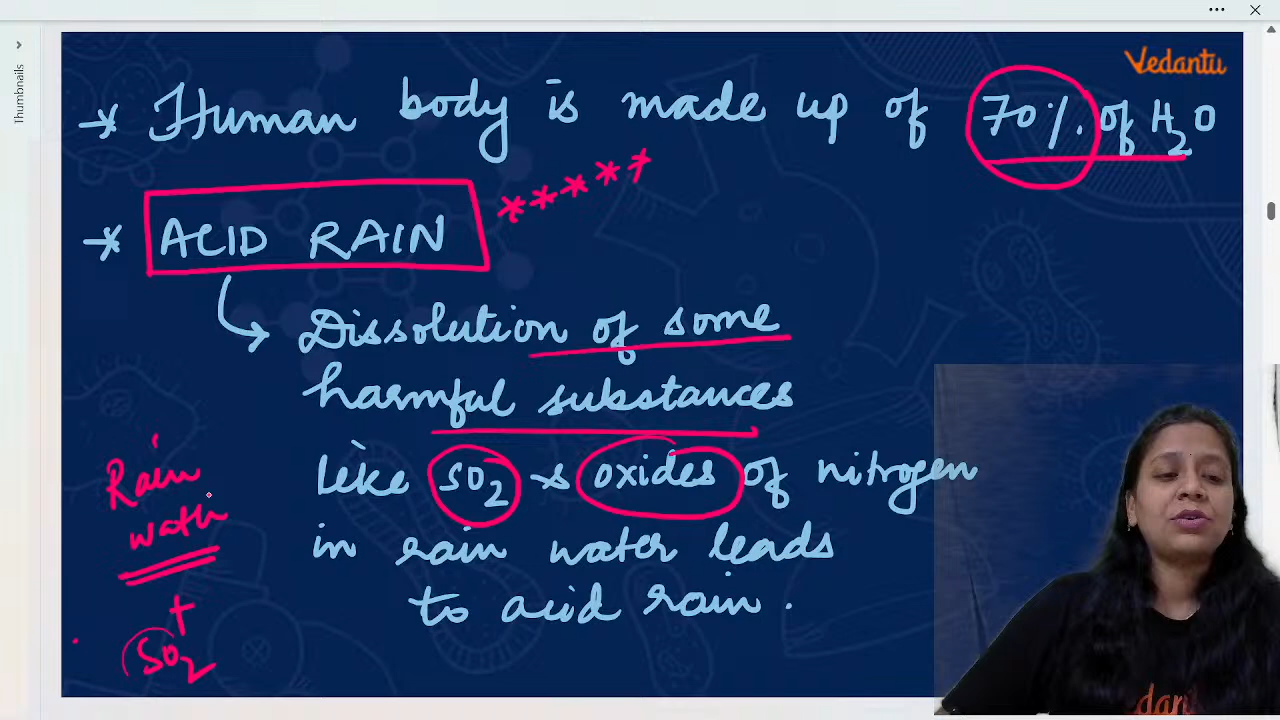 Thumbnails
Vedantu
* Human body is made up of 70% of H₂O
* ACID RAIN *****
Dissolution of some
harmful substances
like SO₂ & oxides of nitrogen
in rain water leads
to acid rain.
Rain
+
SO₂